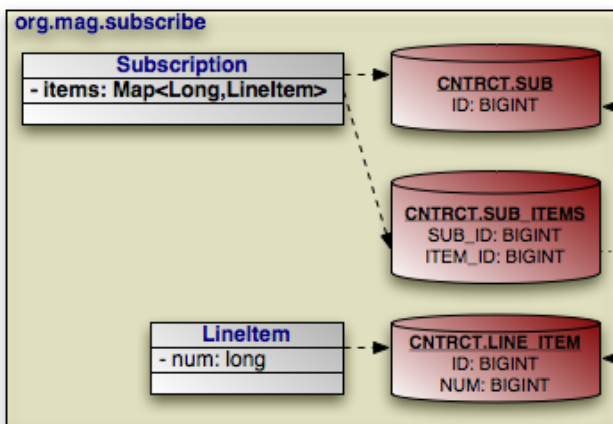 org.mag.subscribe
Subscription
- items: Map<Long,LineItem>
CNTRCT.SUB
ID: BIGINT
CNTRCT.SUB_ITEMS
SUB_ID: BIGINT
ITEM_ID: BIGINT
LineItem
- num: long
CNTRCT.LINE_ITEM
ID: BIGINT
NUM: BIGINT